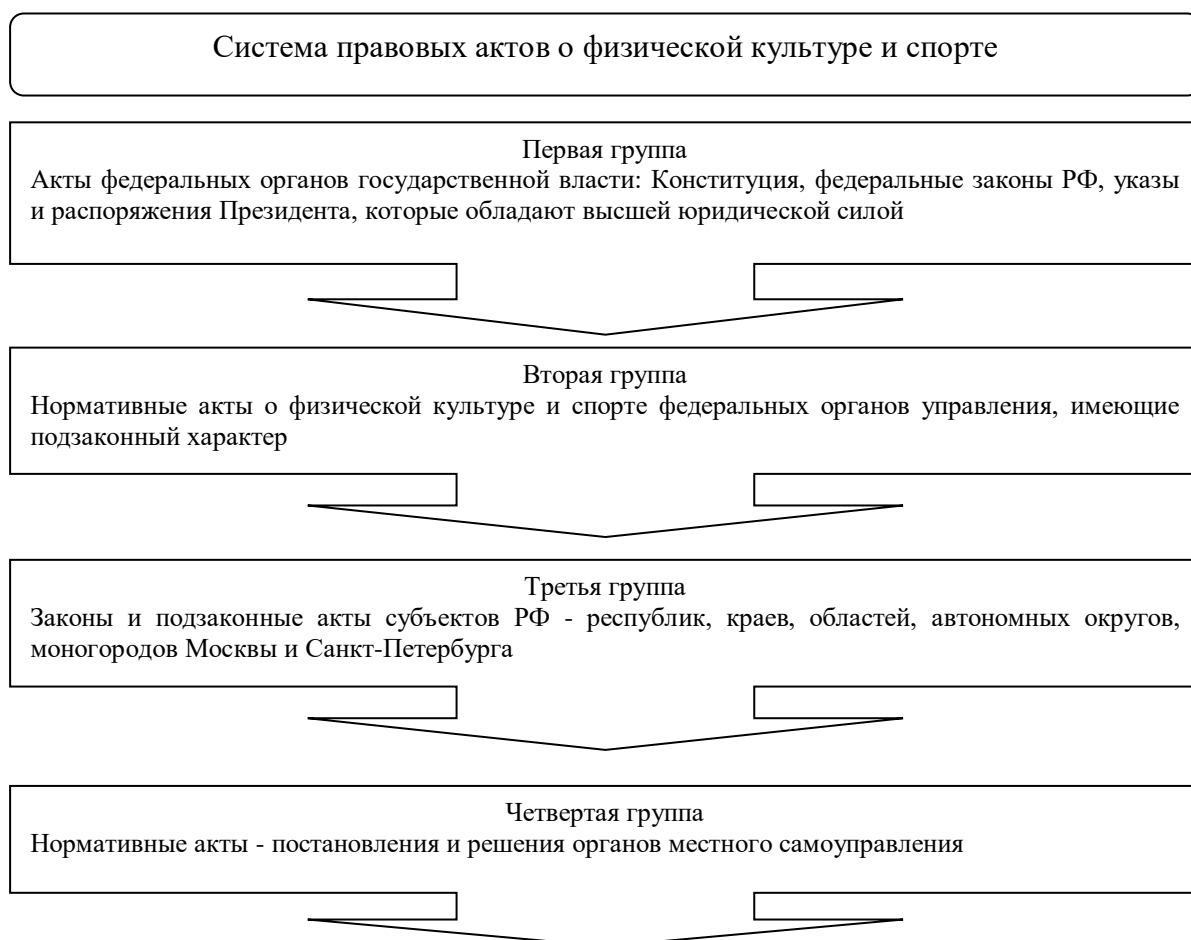 Система правовых актов о физической культуре и спорте
Первая группа
Акты федеральных органов государственной власти: Конституция, федеральные законы РФ, указы
и распоряжения Президента, которые обладают высшей юридической силой
Вторая группа
Нормативные акты о физической культуре и спорте федеральных органов управления, имеющие
подзаконный характер
Третья группа
Законы и подзаконные акты субъектов РФ - республик, краев, областей, автономных округов,
моногородов Москвы и Санкт-Петербурга
Четвертая группа
Нормативные акты - постановления и решения органов местного самоуправления